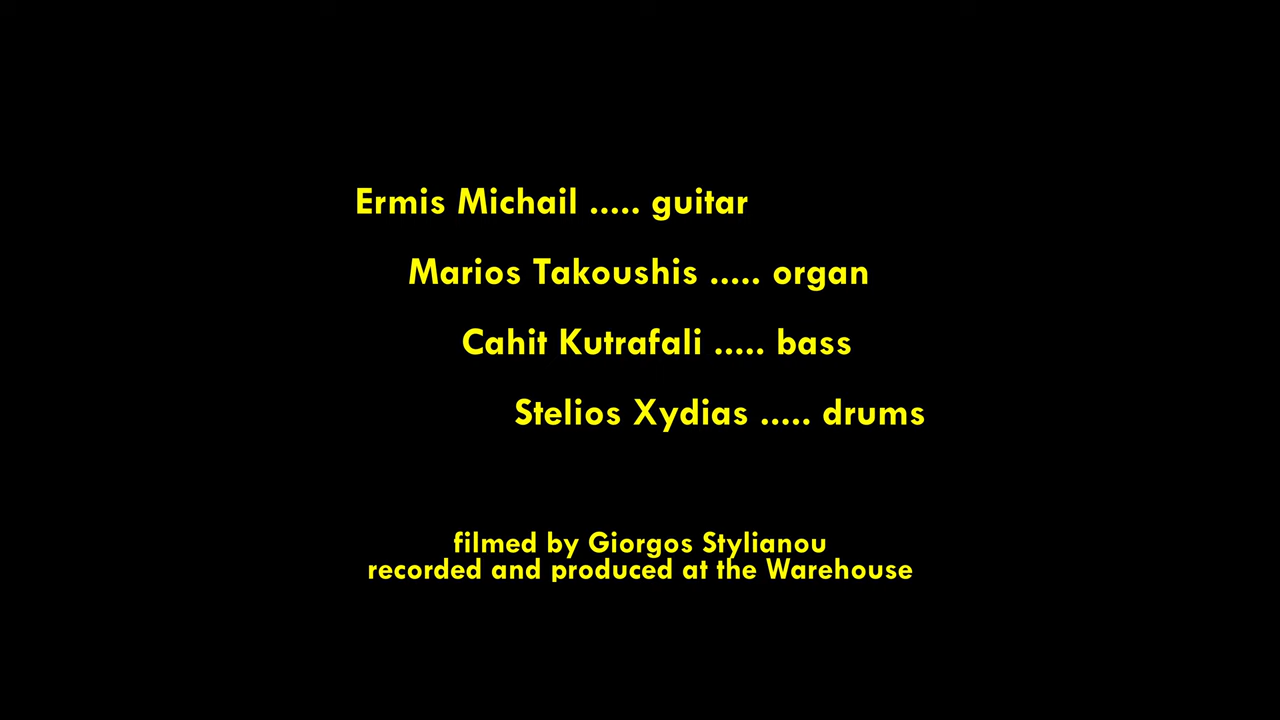 Ermis Michail ..... guitar
Marios Takoushis ..... organ
Cahit Kutrafali ..... bass
Stelios Xydias ..... drums
filmed by Giorgos Stylianou
recorded and produced at the Warehouse